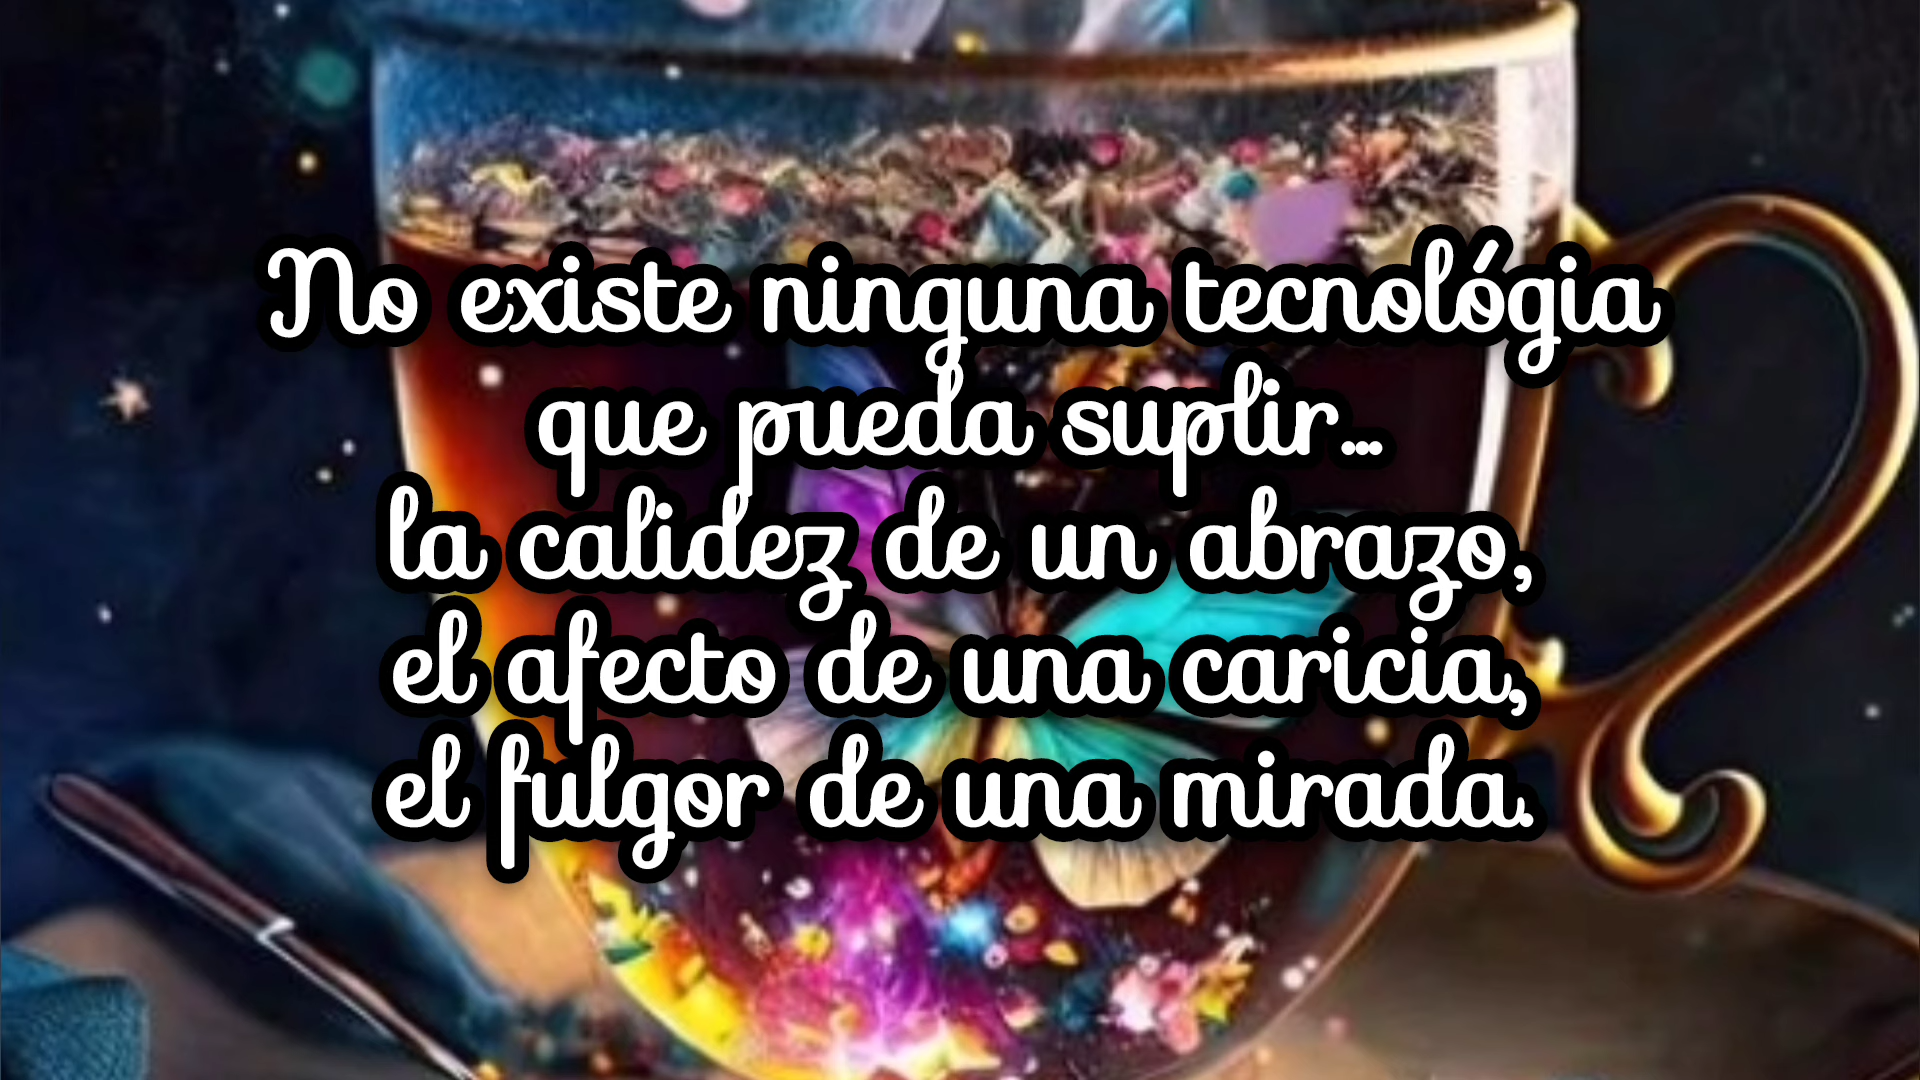 No existe ninguna tecnológia
que pueda suplir...
la calidez de un abrazo,
el afecto de una caricia,
el fulgor de una mirada.